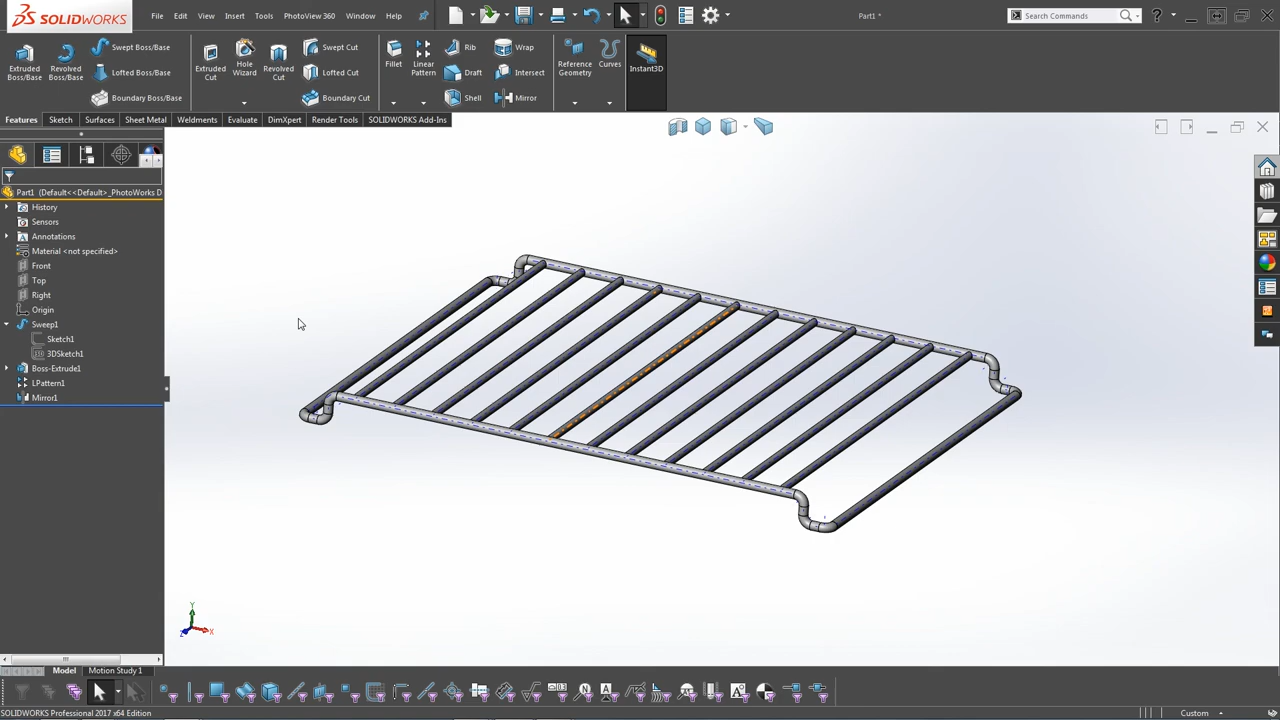 SOLIDWORKS
File Edit View Insert Tools PhotoView 360 Window Help
Part1 *
Search Commands
Extruded Boss/Base
Revolved Boss/Base
Swept Boss/Base
Lofted Boss/Base
Boundary Boss/Base
Extruded Cut
Hole Wizard
Revolved Cut
Swept Cut
Lofted Cut
Boundary Cut
Fillet
Linear Pattern
Rib
Draft
Shell
Wrap
Intersect
Mirror
Reference Geometry
Curves
Instant3D
Features Sketch Surfaces Sheet Metal Weldments Evaluate DimXpert Render Tools SOLIDWORKS Add-Ins
Part1 (Default<<Default>_PhotoWorks D
History
Sensors
Annotations
Material <not specified>
Front
Top
Right
Origin
Sweep1
Sketch1
3DSketch1
Boss-Extrude1
LPattern1
Mirror1
Y
Z X
Model Motion Study 1
SOLIDWORKS Professional 2017 x64 Edition
Custom